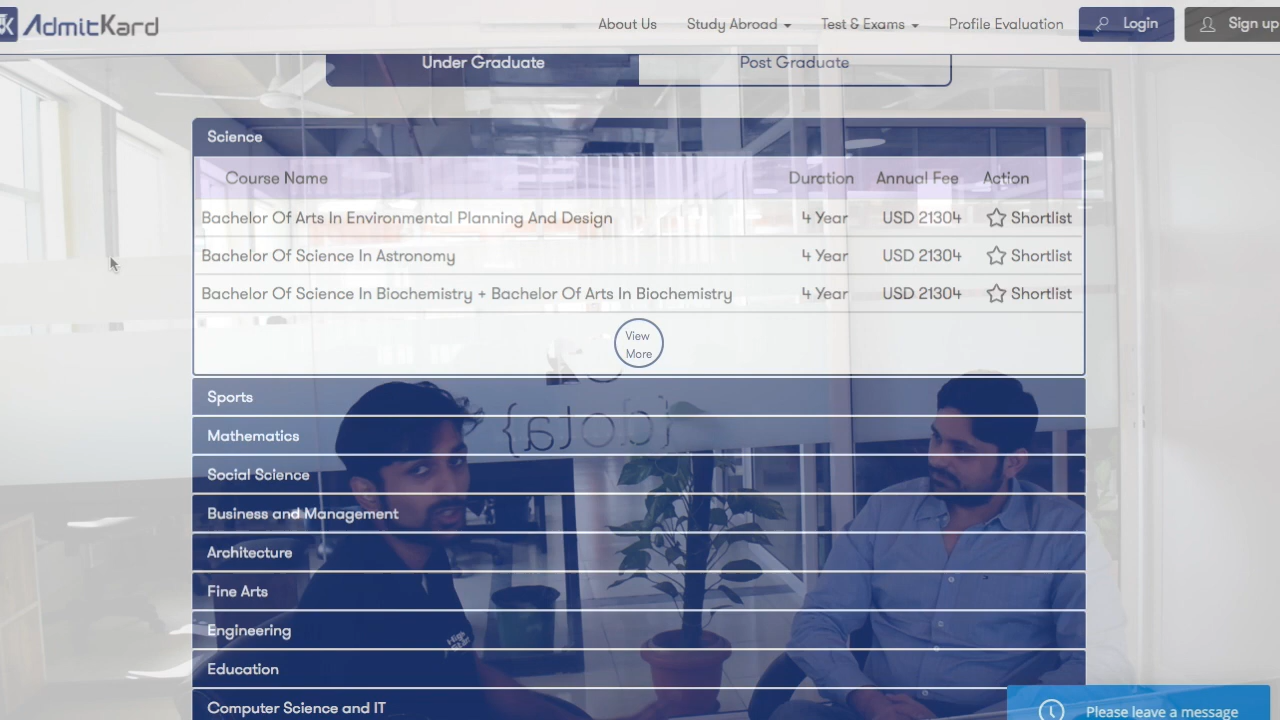 AdmitKard
About Us
Study Abroad
Test & Exams
Profile Evaluation
Login
Sign up
Under Graduate
Post Graduate
Science
Course Name Duration Annual Fee Action
Bachelor Of Arts In Environmental Planning And Design 4 Year USD 21304 Shortlist
Bachelor Of Science In Astronomy 4 Year USD 21304 Shortlist
Bachelor Of Science In Biochemistry + Bachelor Of Arts In Biochemistry 4 Year USD 21304 Shortlist
View
More
Sports
Mathematics
Social Science
Business and Management
Architecture
Fine Arts
Engineering
Education
Computer Science and IT
Please leave a message